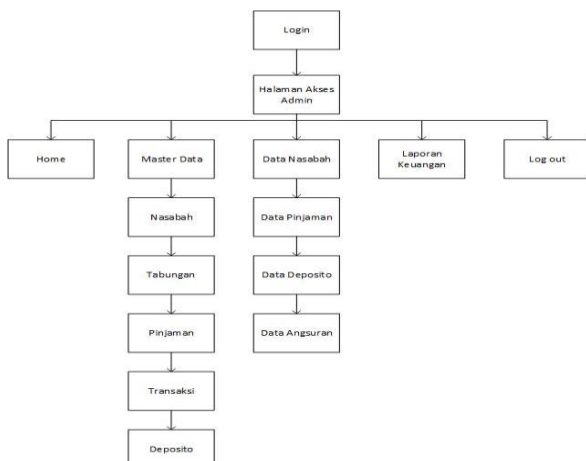 Login
Halaman Akses
Admin
Home
Master Data
Data Nasabah
Laporan
Keuangan
Log out
Nasabah
Data Pinjaman
Tabungan
Data Deposito
Pinjaman
Data Angsuran
Transaksi
Deposito